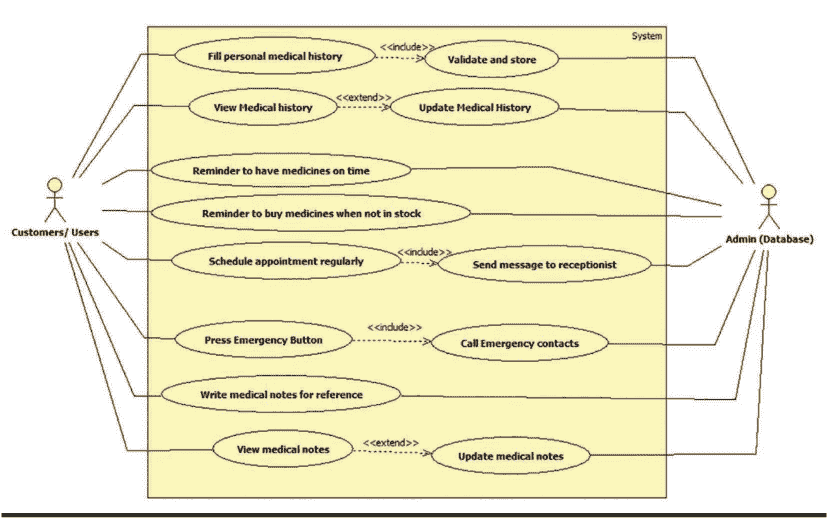 System
Fill personal medical history
<<include>>
Validate and store
View Medical history
<<extend>>
Update Medical History
Reminder to have medicines on time
Reminder to buy medicines when not in stock
Customers/ Users
Admin (Database)
Schedule appointment regularly
<<include>>
Send message to receptionist
Press Emergency Button
<<include>>
Call Emergency contacts
Write medical notes for reference
View medical notes
<<extend>>
Update medical notes